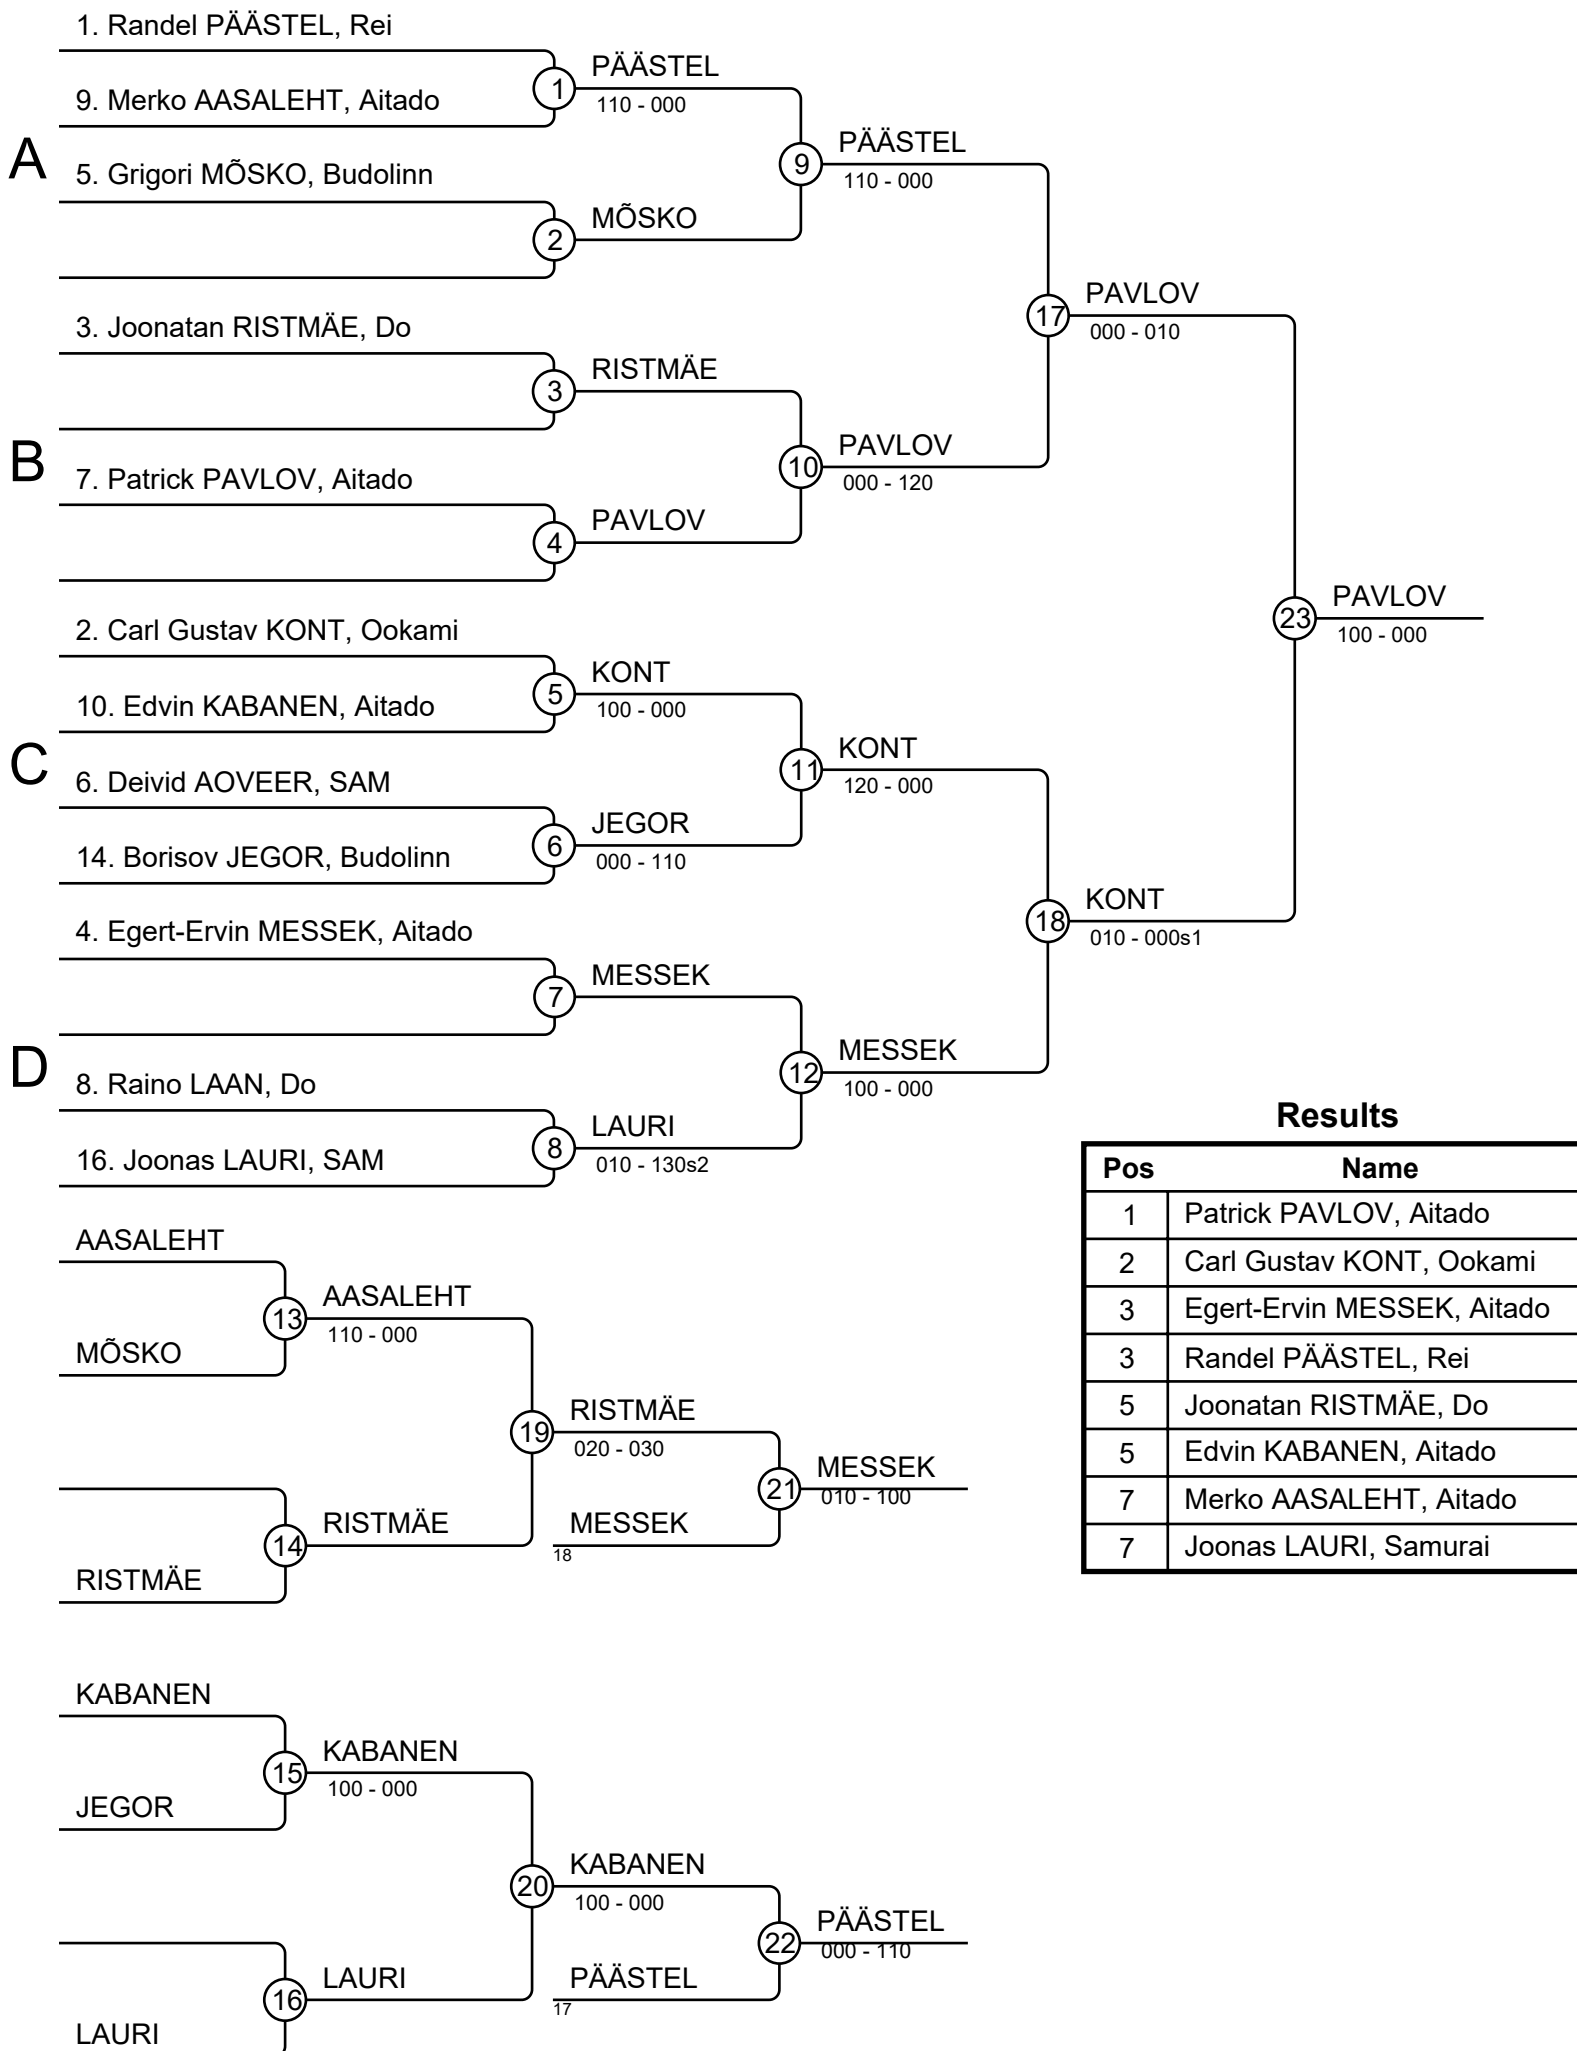 1. Randel PÄÄSTEL, Rei
9. Merko AASALEHT, Aitado
1
PÄÄSTEL
110 - 000
A
5. Grigori MÕSKO, Budolinn
2
MÕSKO
9
PÄÄSTEL
110 - 000
3. Joonatan RISTMÄE, Do
3
RISTMÄE
B
7. Patrick PAVLOV, Aitado
4
PAVLOV
10
PAVLOV
000 - 120
17
PAVLOV
000 - 010
2. Carl Gustav KONT, Ookami
10. Edvin KABANEN, Aitado
5
KONT
100 - 000
C
6. Deivid AOVEER, SAM
14. Borisov JEGOR, Budolinn
6
JEGOR
000 - 110
11
KONT
120 - 000
4. Egert-Ervin MESSEK, Aitado
7
MESSEK
D
8. Raino LAAN, Do
16. Joonas LAURI, SAM
8
LAURI
010 - 130s2
12
MESSEK
100 - 000
18
KONT
010 - 000s1
23
PAVLOV
100 - 000
Results
Pos Name
1 Patrick PAVLOV, Aitado
2 Carl Gustav KONT, Ookami
3 Egert-Ervin MESSEK, Aitado
3 Randel PÄÄSTEL, Rei
5 Joonatan RISTMÄE, Do
5 Edvin KABANEN, Aitado
7 Merko AASALEHT, Aitado
7 Joonas LAURI, Samurai
AASALEHT
MÕSKO
13
AASALEHT
110 - 000
RISTMÄE
14
RISTMÄE
19
RISTMÄE
020 - 030
MESSEK
18
21
MESSEK
010 - 100
KABANEN
JEGOR
15
KABANEN
100 - 000
LAURI
16
LAURI
20
KABANEN
100 - 000
PÄÄSTEL
17
22
PÄÄSTEL
000 - 110